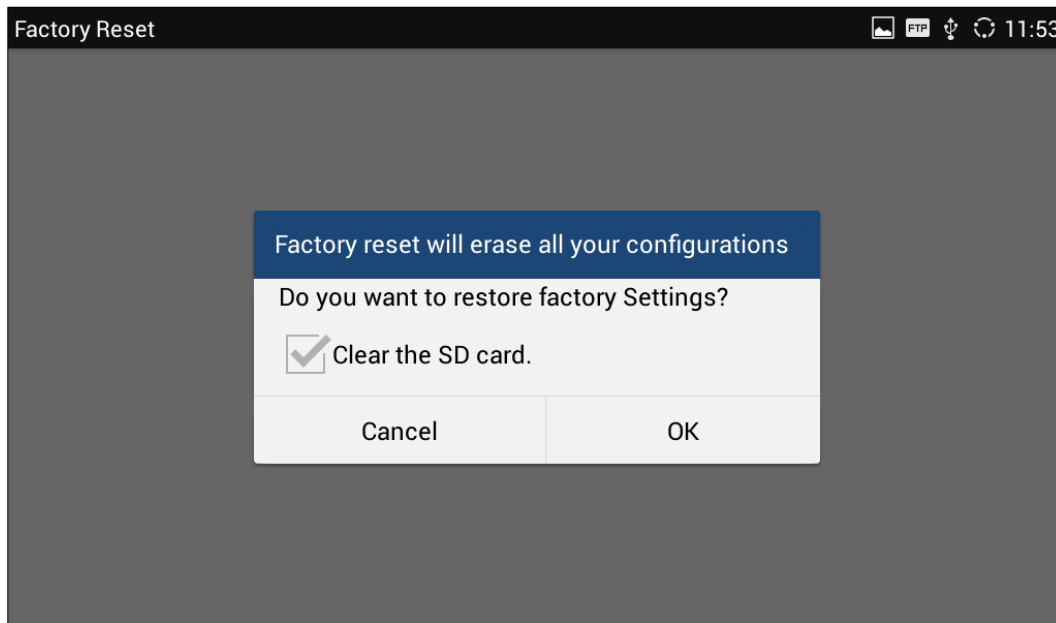 Factory Reset
FTP 11:53
Factory reset will erase all your configurations
Do you want to restore factory Settings?
Clear the SD card.
Cancel OK